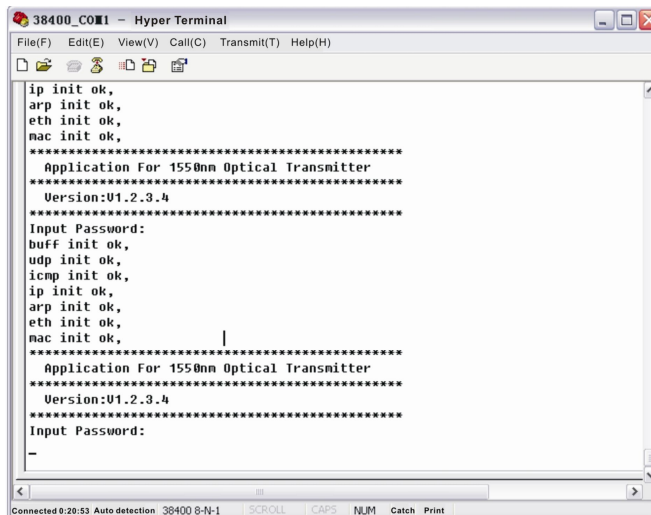 38400_COM1 - Hyper Terminal
File(F) Edit(E) View(V) Call(C) Transmit(T) Help(H)
ip init ok,
arp init ok,
eth init ok,
mac init ok,
************************************************
Application For 1550nm Optical Transmitter
************************************************
Version:V1.2.3.4
************************************************
Input Password:
buff init ok,
udp init ok,
icmp init ok,
ip init ok,
arp init ok,
eth init ok,
mac init ok,
************************************************
Application For 1550nm Optical Transmitter
************************************************
Version:V1.2.3.4
************************************************
Input Password:
_
Connected 0:20:53 Auto detection 38400 8-N-1 SCROLL CAPS NUM Catch Print